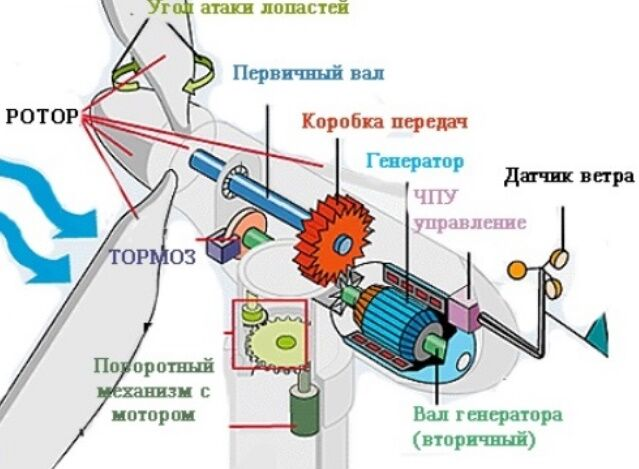 Угол атаки лопастей
Первичный вал
РОТОР
Коробка передач
Генератор
Датчик ветра
ЧПУ
управление
ТОРМОЗ
Поворотный
механизм с
мотором
Вал генератора
(вторичный)